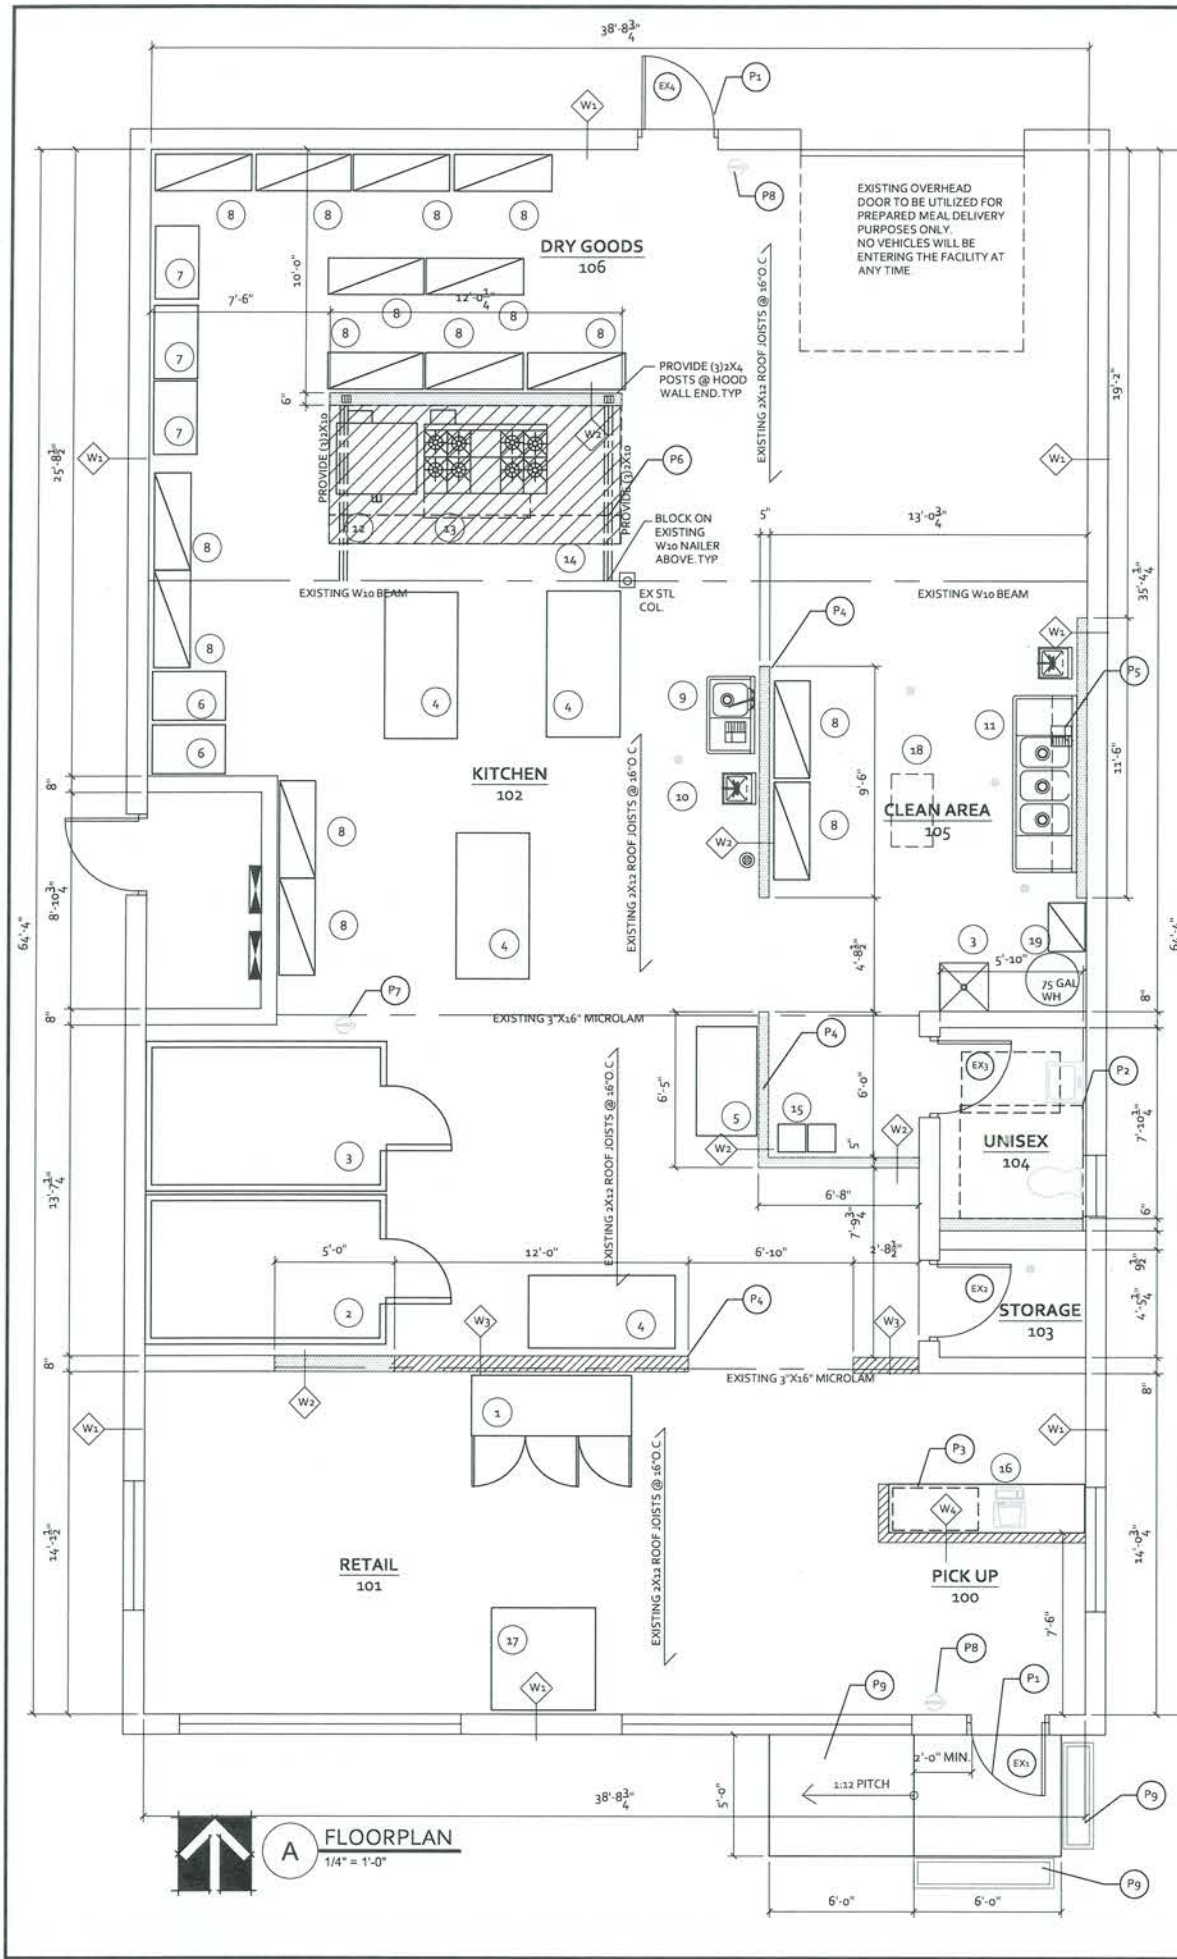 38'-8 3/4"
EX4
P1
W1
P8
EXISTING OVERHEAD
DOOR TO BE UTILIZED FOR
PREPARED MEAL DELIVERY
PURPOSES ONLY.
NO VEHICLES WILL BE
ENTERING THE FACILITY AT
ANY TIME
8
8
8
8
DRY GOODS
106
10'-0"
7
7'-6"
12'-0 1/4"
8
8
7
8
8
8
EXISTING 2X12 ROOF JOISTS @ 16"O.C
19'-2"
PROVIDE (3)2X4
POSTS @ HOOD
WALL END.TYP
7
6"
W2
25'-8 1/2"
W1
PROVIDE (3)2X10
PROVIDE (3)2X10
P6
W1
12
13
5"
13'-0 3/4"
BLOCK ON
EXISTING
W10 NAILER
ABOVE.TYP
8
14
EXISTING W10 BEAM
EX STL
COL.
EXISTING W10 BEAM
35'-4 1/4"
P4
W1
8
P5
6
4
4
9
8
11
6
18
EXISTING 2X12 ROOF JOISTS @ 16"O.C
9'-6"
11'-6"
KITCHEN
102
8"
10
CLEAN AREA
105
8
8
W2
8'-10 3/4"
64'-4"
8
4
4'-8 1/2"
3
19
5'-10"
64'-4"
P7
75 GAL
WH
8"
8"
EXISTING 3"X16" MICROLAM
P4
EX3
P2
6'-5"
6'-0"
7'-10 1/4"
5
15
EXISTING 2X12 ROOF JOISTS @ 16"O.C
3
W2
5"
W2
UNISEX
104
13'-7 1/4"
6'-8"
6"
7'-9 3/4"
5'-0"
12'-0"
6'-10"
2'-8 1/2"
9 1/2"
EX2
P4
2
W3
4
W3
STORAGE
103
4'-5 1/4"
8"
EXISTING 3"X16" MICROLAM
W2
1
8"
W1
W1
P3
16
EXISTING 2X12 ROOF JOISTS @ 16"O.C
W4
14'-1 1/2"
14'-0 3/4"
RETAIL
101
PICK UP
100
7'-6"
17
W1
P8
P1
P9
2'-0" MIN.
EX1
1:12 PITCH
5'-0"
38'-8 3/4"
P9
A
FLOORPLAN
1/4" = 1'-0"
P9
6'-0"
6'-0"